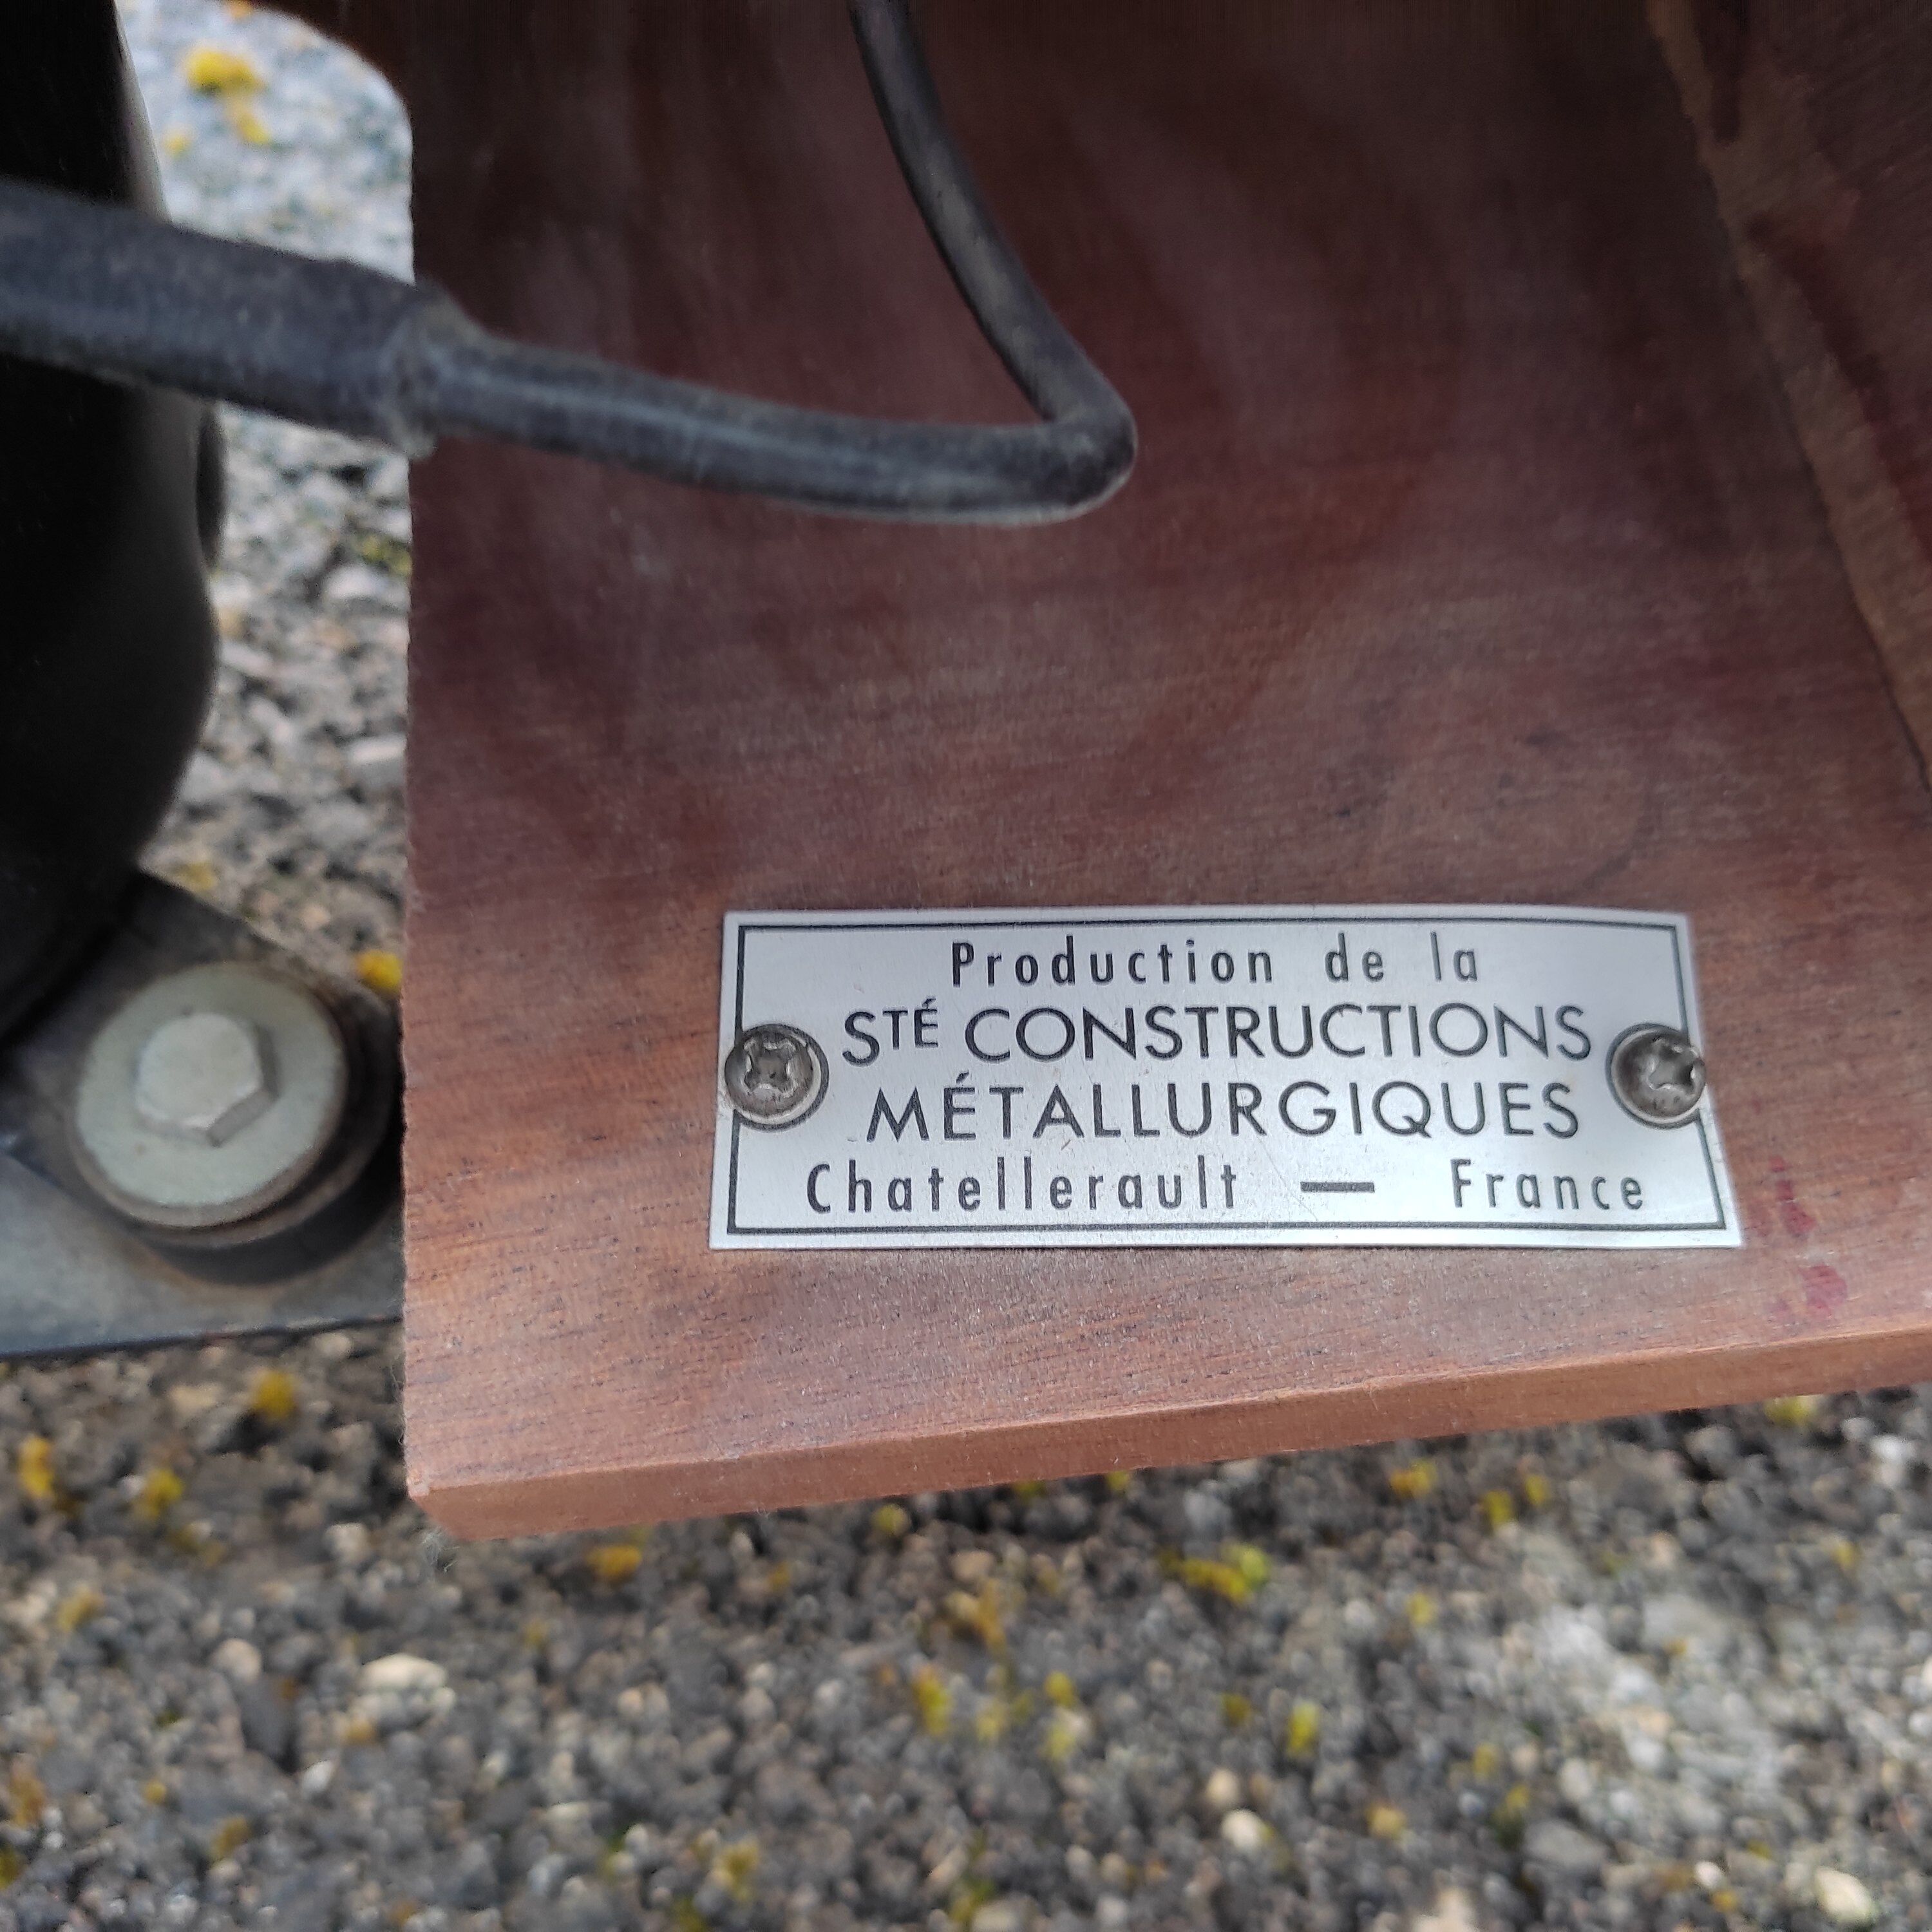 Production de la
STÉ CONSTRUCTIONS
MÉTALLURGIQUES
Chatellerault — France